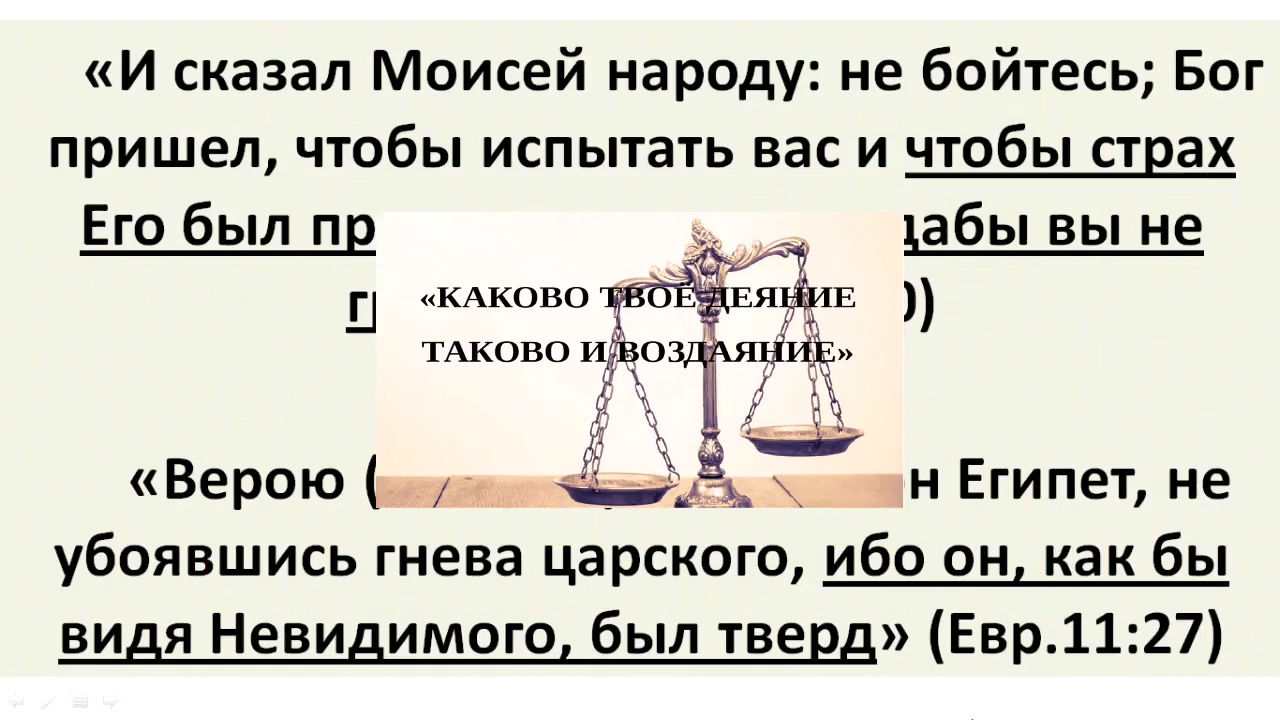 «И сказал Моисей народу: не бойтесь; Бог
пришел, чтобы испытать вас и чтобы страх
Его был дабы вы не
«КАКОВО ТВОЁ ДЕЯНИЕ
ТАКОВО И ВОЗДАЯНИЕ»
«Верою Египет, не
убоявшись гнева царского, ибо он, как бы
видя Невидимого, был тверд» (Евр.11:27)